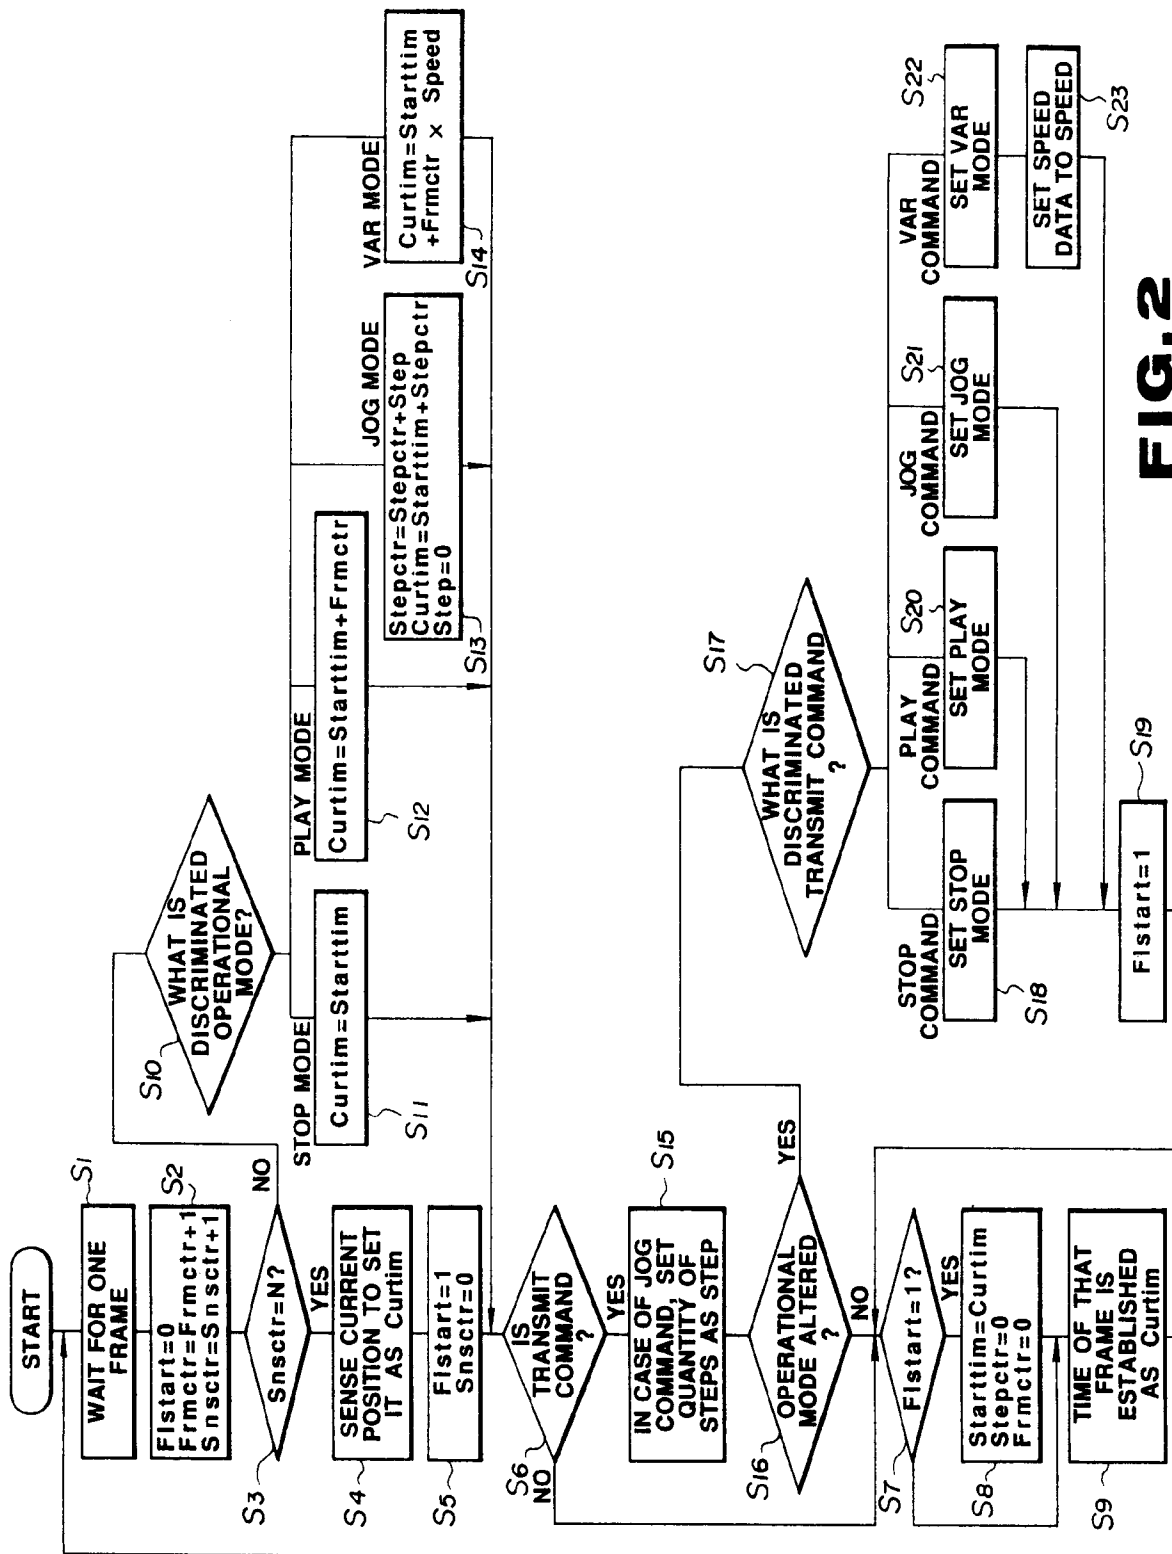 START
S1
WAIT FOR ONE
FRAME
S2
Flstart=0
Frmctr=Frmctr+1
Snsctr=Snsctr+1
S3
Snsctr=N?
NO
YES
S4
SENSE CURRENT
POSITION TO SET
IT AS Curtim
S5
Flstart=1
Snsctr=0
S10
WHAT IS
DISCRIMINATED
OPERATIONAL
MODE?
STOP MODE
Curtim=Starttim
S11
PLAY MODE
Curtim=Starttim+Frmctr
S12
JOG MODE
Stepctr=Stepctr+Step
Curtim=Starttim+Stepctr
Step=0
S13
VAR MODE
Curtim=Starttim
+Frmctr × Speed
S14
S6
IS
TRANSMIT
COMMAND
?
NO
YES
S15
IN CASE OF JOG
COMMAND, SET
QUANTITY OF
STEPS AS STEP
S16
OPERATIONAL
MODE ALTERED
?
YES
NO
S17
WHAT IS
DISCRIMINATED
TRANSMIT COMMAND
?
STOP
COMMAND
SET STOP
MODE
S18
PLAY
COMMAND
S20
SET PLAY
MODE
JOG
COMMAND
S21
SET JOG
MODE
VAR
COMMAND
S22
SET VAR
MODE
SET SPEED
DATA TO SPEED
S23
S19
Flstart=1
S7
Flstart=1?
YES
S8
Starttim=Curtim
Stepctr=0
Frmctr=0
S9
TIME OF THAT
FRAME IS
ESTABLISHED
AS Curtim
FIG.2